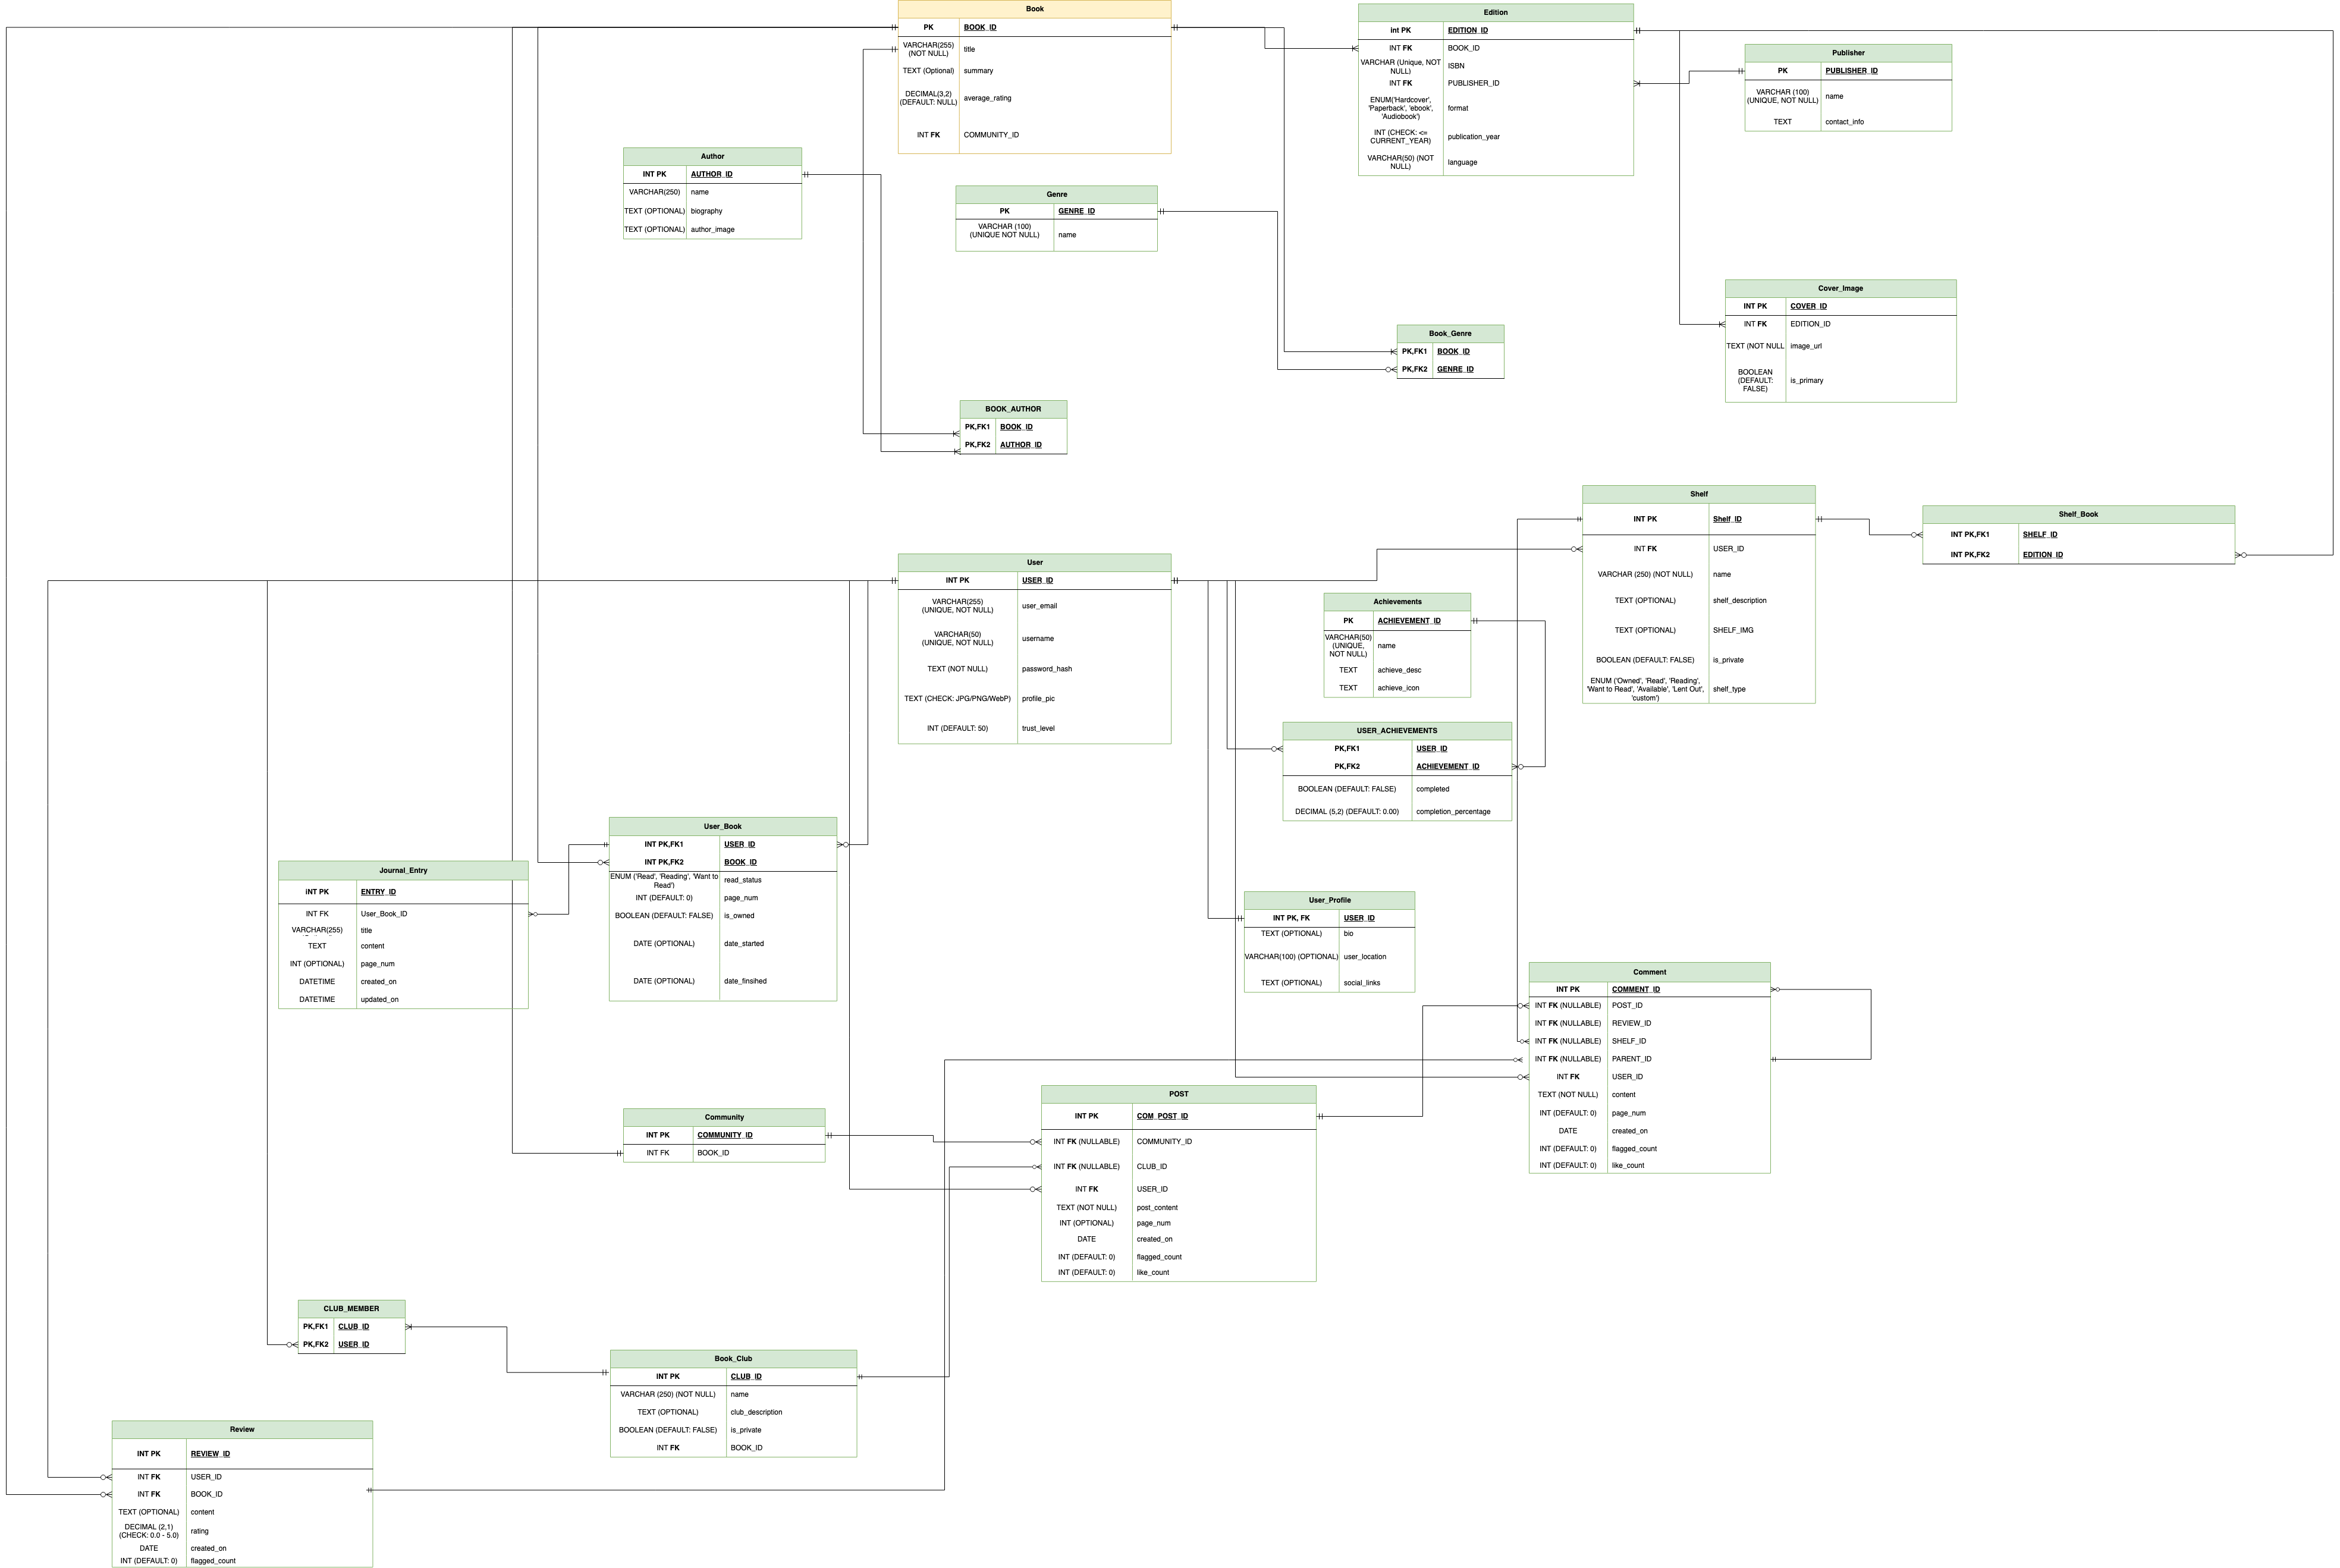 Book
PK BOOK_ID
VARCHAR(255)
(NOT NULL) title
TEXT (Optional) summary
DECIMAL(3,2)
(DEFAULT: NULL) average_rating
INT FK COMMUNITY_ID
Edition
int PK EDITION_ID
INT FK BOOK_ID
VARCHAR (Unique, NOT
NULL) ISBN
INT FK PUBLISHER_ID
ENUM('Hardcover',
'Paperback', 'ebook',
'Audiobook') format
INT (CHECK: <=
CURRENT_YEAR) publication_year
VARCHAR(50) (NOT
NULL) language
Publisher
PK PUBLISHER_ID
VARCHAR (100)
(UNIQUE, NOT NULL) name
TEXT contact_info
Author
INT PK AUTHOR_ID
VARCHAR(250) name
TEXT (OPTIONAL) biography
TEXT (OPTIONAL) author_image
Genre
PK GENRE_ID
VARCHAR (100)
(UNIQUE NOT NULL) name
Cover_Image
INT PK COVER_ID
INT FK EDITION_ID
TEXT (NOT NULL image_url
BOOLEAN
(DEFAULT:
FALSE) is_primary
Book_Genre
PK,FK1 BOOK_ID
PK,FK2 GENRE_ID
BOOK_AUTHOR
PK,FK1 BOOK_ID
PK,FK2 AUTHOR_ID
Shelf
INT PK Shelf_ID
INT FK USER_ID
VARCHAR (250) (NOT NULL) name
TEXT (OPTIONAL) shelf_description
TEXT (OPTIONAL) SHELF_IMG
BOOLEAN (DEFAULT: FALSE) is_private
ENUM ('Owned', 'Read', 'Reading',
'Want to Read', 'Available', 'Lent Out',
'custom') shelf_type
Shelf_Book
INT PK,FK1 SHELF_ID
INT PK,FK2 EDITION_ID
User
INT PK USER_ID
VARCHAR(255)
(UNIQUE, NOT NULL) user_email
VARCHAR(50)
(UNIQUE, NOT NULL) username
TEXT (NOT NULL) password_hash
TEXT (CHECK: JPG/PNG/WebP) profile_pic
INT (DEFAULT: 50) trust_level
Achievements
PK ACHIEVEMENT_ID
VARCHAR(50)
(UNIQUE,
NOT NULL) name
TEXT achieve_desc
TEXT achieve_icon
USER_ACHIEVEMENTS
PK,FK1 USER_ID
PK,FK2 ACHIEVEMENT_ID
BOOLEAN (DEFAULT: FALSE) completed
DECIMAL (5,2) (DEFAULT: 0.00) completion_percentage
User_Book
INT PK,FK1 USER_ID
INT PK,FK2 BOOK_ID
ENUM ('Read', 'Reading', 'Want to
Read') read_status
INT (DEFAULT: 0) page_num
BOOLEAN (DEFAULT: FALSE) is_owned
DATE (OPTIONAL) date_started
DATE (OPTIONAL) date_finsihed
Journal_Entry
INT PK ENTRY_ID
INT FK User_Book_ID
VARCHAR(255) title
TEXT content
INT (OPTIONAL) page_num
DATETIME created_on
DATETIME updated_on
User_Profile
INT PK, FK USER_ID
TEXT (OPTIONAL) bio
VARCHAR(100) (OPTIONAL) user_location
TEXT (OPTIONAL) social_links
Comment
INT PK COMMENT_ID
INT FK (NULLABLE) POST_ID
INT FK (NULLABLE) REVIEW_ID
INT FK (NULLABLE) SHELF_ID
INT FK (NULLABLE) PARENT_ID
INT FK USER_ID
TEXT (NOT NULL) content
INT (DEFAULT: 0) page_num
DATE created_on
INT (DEFAULT: 0) flagged_count
INT (DEFAULT: 0) like_count
POST
INT PK COM_POST_ID
INT FK (NULLABLE) COMMUNITY_ID
INT FK (NULLABLE) CLUB_ID
INT FK USER_ID
TEXT (NOT NULL) post_content
INT (OPTIONAL) page_num
DATE created_on
INT (DEFAULT: 0) flagged_count
INT (DEFAULT: 0) like_count
Community
INT PK COMMUNITY_ID
INT FK BOOK_ID
CLUB_MEMBER
PK,FK1 CLUB_ID
PK,FK2 USER_ID
Book_Club
INT PK CLUB_ID
VARCHAR (250) (NOT NULL) name
TEXT (OPTIONAL) club_description
BOOLEAN (DEFAULT: FALSE) is_private
INT FK BOOK_ID
Review
INT PK REVIEW_ID
INT FK USER_ID
INT FK BOOK_ID
TEXT (OPTIONAL) content
DECIMAL (2,1)
(CHECK: 0.0 - 5.0) rating
DATE created_on
INT (DEFAULT: 0) flagged_count